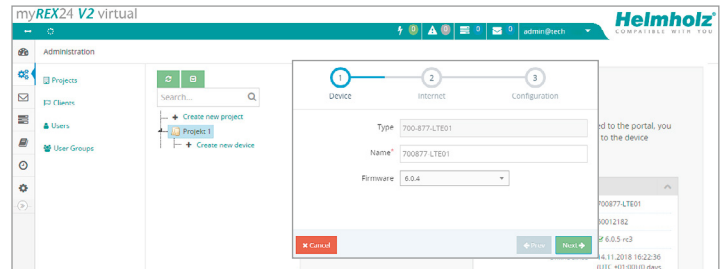 myREX24 V2 virtual
Helmholz®
COMPATIBLE WITH YOU
0 0 0 0 admin@tech
Administration
Projects
Clients
Users
User Groups
Search...
Create new project
Projekt 1
Create new device
1 2 3
Device Internet Configuration
Type 700-877-LTE01
Name* 700877-LTE01
Firmware 6.0.4
Cancel Prev Next
ed to the portal, you
to the device
700877-LTE01
6.0.5 rc3
14.11.2018 16:22:36